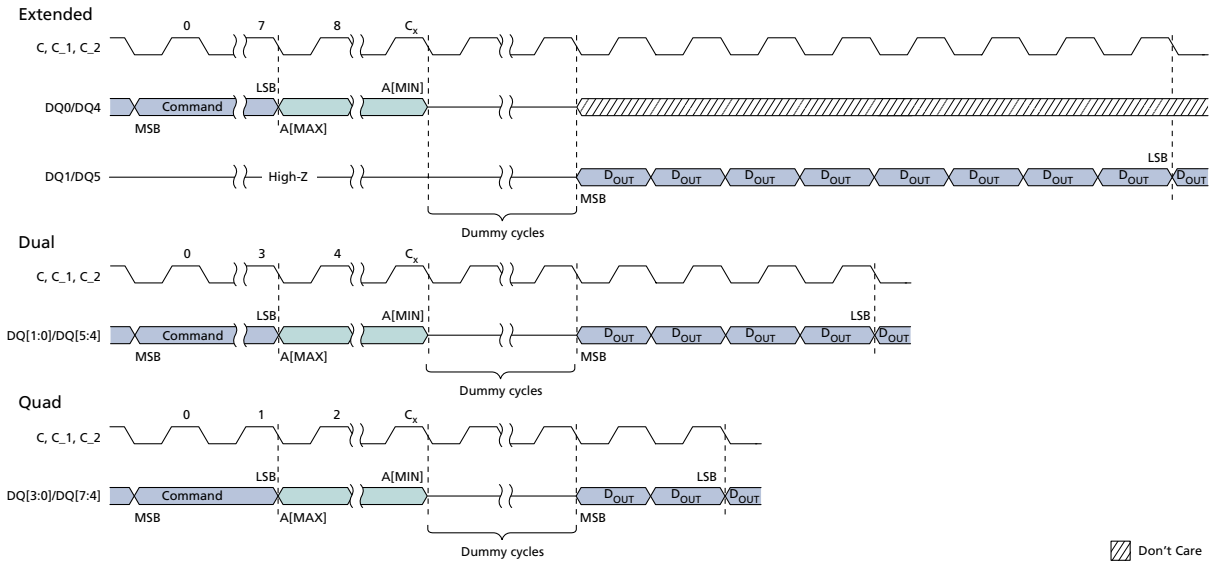 Extended
0 7 8 Cx
C, C_1, C_2
LSB A[MIN]
DQ0/DQ4 Command
MSB A[MAX]
LSB
DQ1/DQ5 High-Z DOUT DOUT DOUT DOUT DOUT DOUT DOUT DOUT DOUT
MSB
Dummy cycles
Dual
0 3 4 Cx
C, C_1, C_2
LSB A[MIN] LSB
DQ[1:0]/DQ[5:4] Command DOUT DOUT DOUT DOUT DOUT
MSB A[MAX] MSB
Dummy cycles
Quad
0 1 2 Cx
C, C_1, C_2
LSB A[MIN] LSB
DQ[3:0]/DQ[7:4] Command DOUT DOUT DOUT
MSB A[MAX] MSB
Dummy cycles
Don't Care